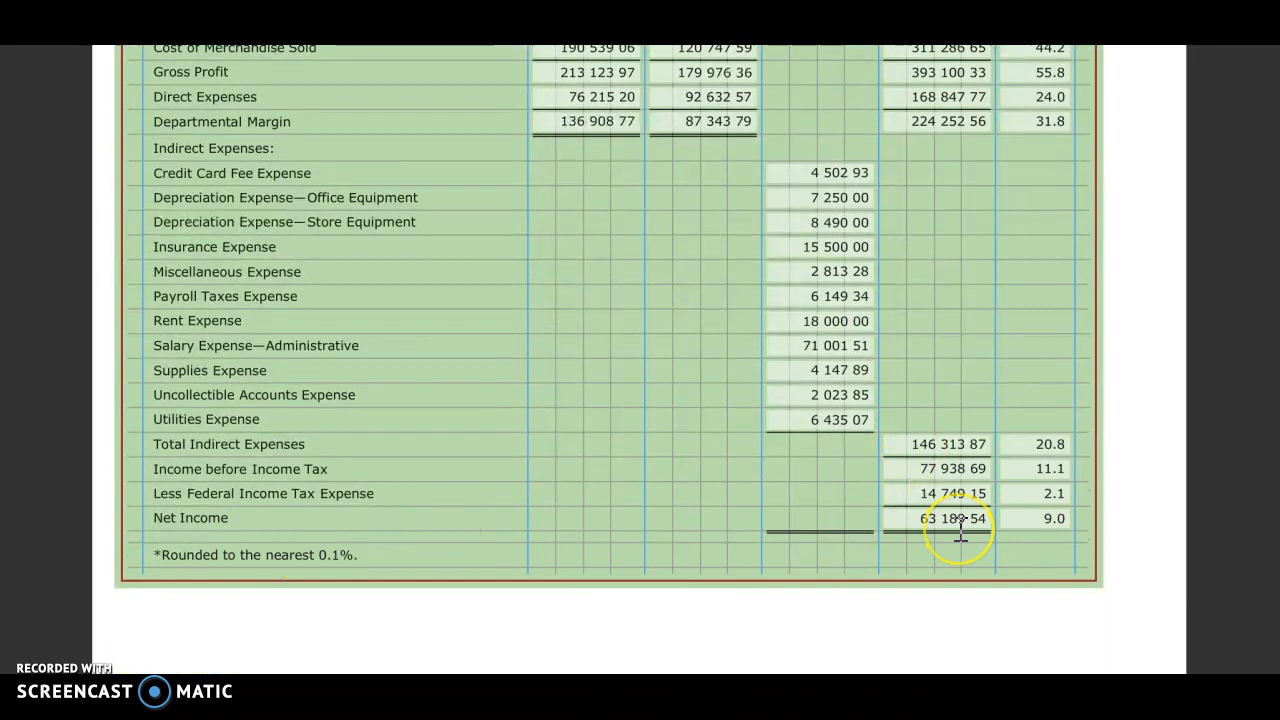 Cost of Merchandise Sold 190 539 06 120 747 59 311 286 65 44.2
Gross Profit 213 123 97 179 976 36 393 100 33 55.8
Direct Expenses 76 215 20 92 632 57 168 847 77 24.0
Departmental Margin 136 908 77 87 343 79 224 252 56 31.8
Indirect Expenses:
Credit Card Fee Expense 4 502 93
Depreciation Expense—Office Equipment 7 250 00
Depreciation Expense—Store Equipment 8 490 00
Insurance Expense 15 500 00
Miscellaneous Expense 2 813 28
Payroll Taxes Expense 6 149 34
Rent Expense 18 000 00
Salary Expense—Administrative 71 001 51
Supplies Expense 4 147 89
Uncollectible Accounts Expense 2 023 85
Utilities Expense 6 435 07
Total Indirect Expenses 146 313 87 20.8
Income before Income Tax 77 938 69 11.1
Less Federal Income Tax Expense 14 749 15 2.1
Net Income 63 189 54 9.0
*Rounded to the nearest 0.1%.
RECORDED WITH
SCREENCAST MATIC